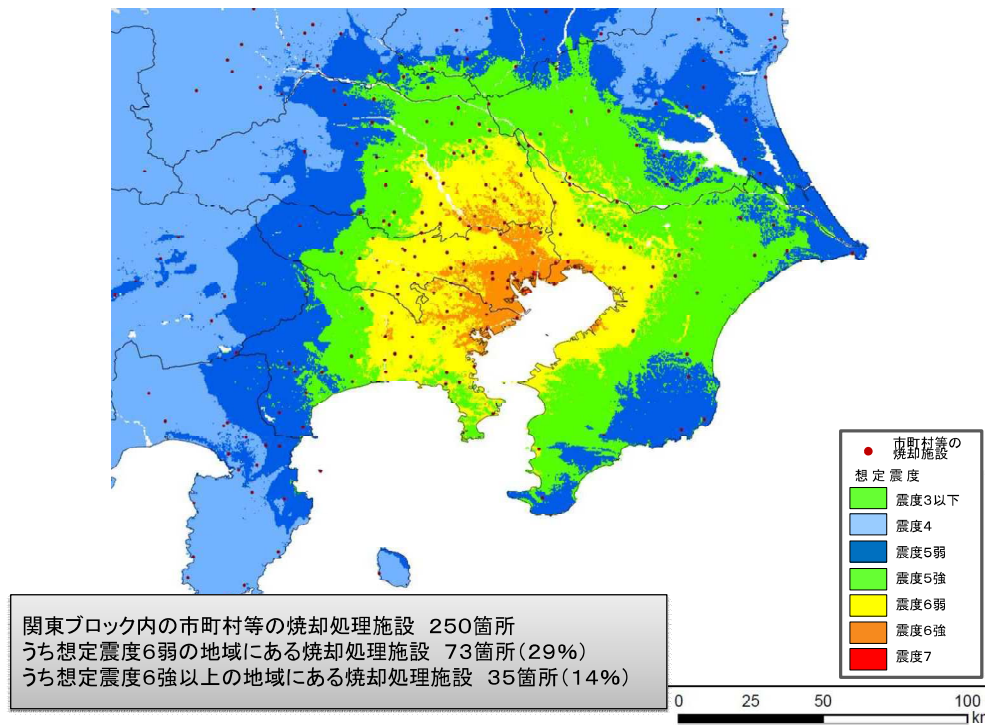 市町村等の
焼却施設
想定震度
震度3以下
震度4
震度5弱
震度5強
震度6弱
震度6強
震度7
関東ブロック内の市町村等の焼却処理施設 250箇所
うち想定震度6弱の地域にある焼却処理施設 73箇所(29%)
うち想定震度6強以上の地域にある焼却処理施設 35箇所(14%)
0 25 50 100
km